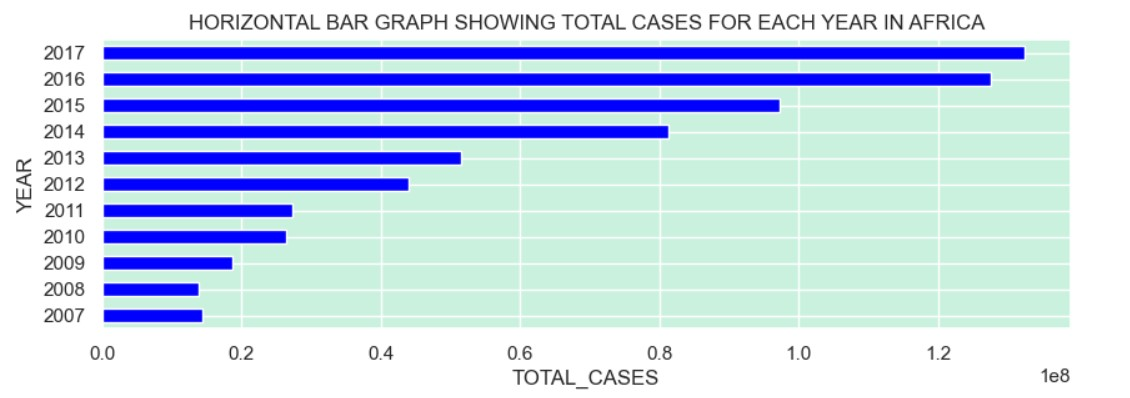 HORIZONTAL BAR GRAPH SHOWING TOTAL CASES FOR EACH YEAR IN AFRICA
2017
2016
2015
2014
2013
2012
2011
2010
2009
2008
2007
YEAR
0.0 0.2 0.4 0.6 0.8 1.0 1.2
TOTAL_CASES
1e8